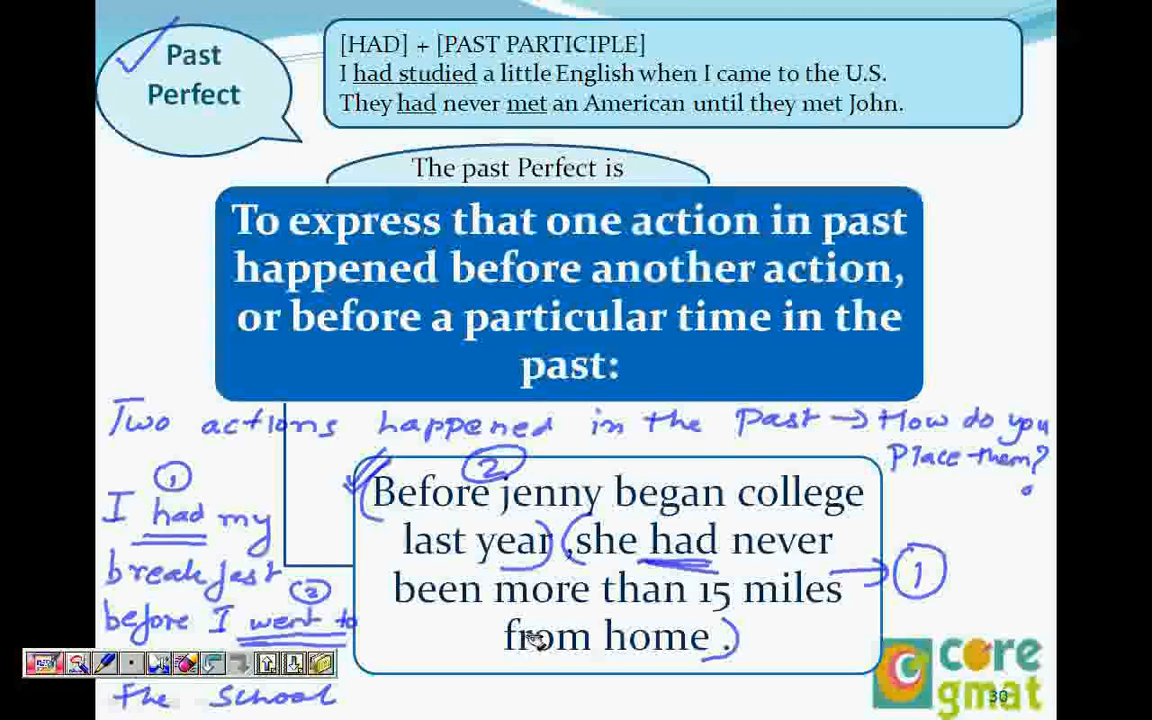 Past
Perfect
[HAD] + [PAST PARTICIPLE]
I had studied a little English when I came to the U.S.
They had never met an American until they met John.
The past Perfect is
To express that one action in past
happened before another action,
or before a particular time in the
past:
Two actions happened in the Past → How do you
Place them?
① I had my
breakfast
before I went to ②
the school
②
Before jenny began college
last year, she had never
been more than 15 miles → ①
from home.
core
gmat
30